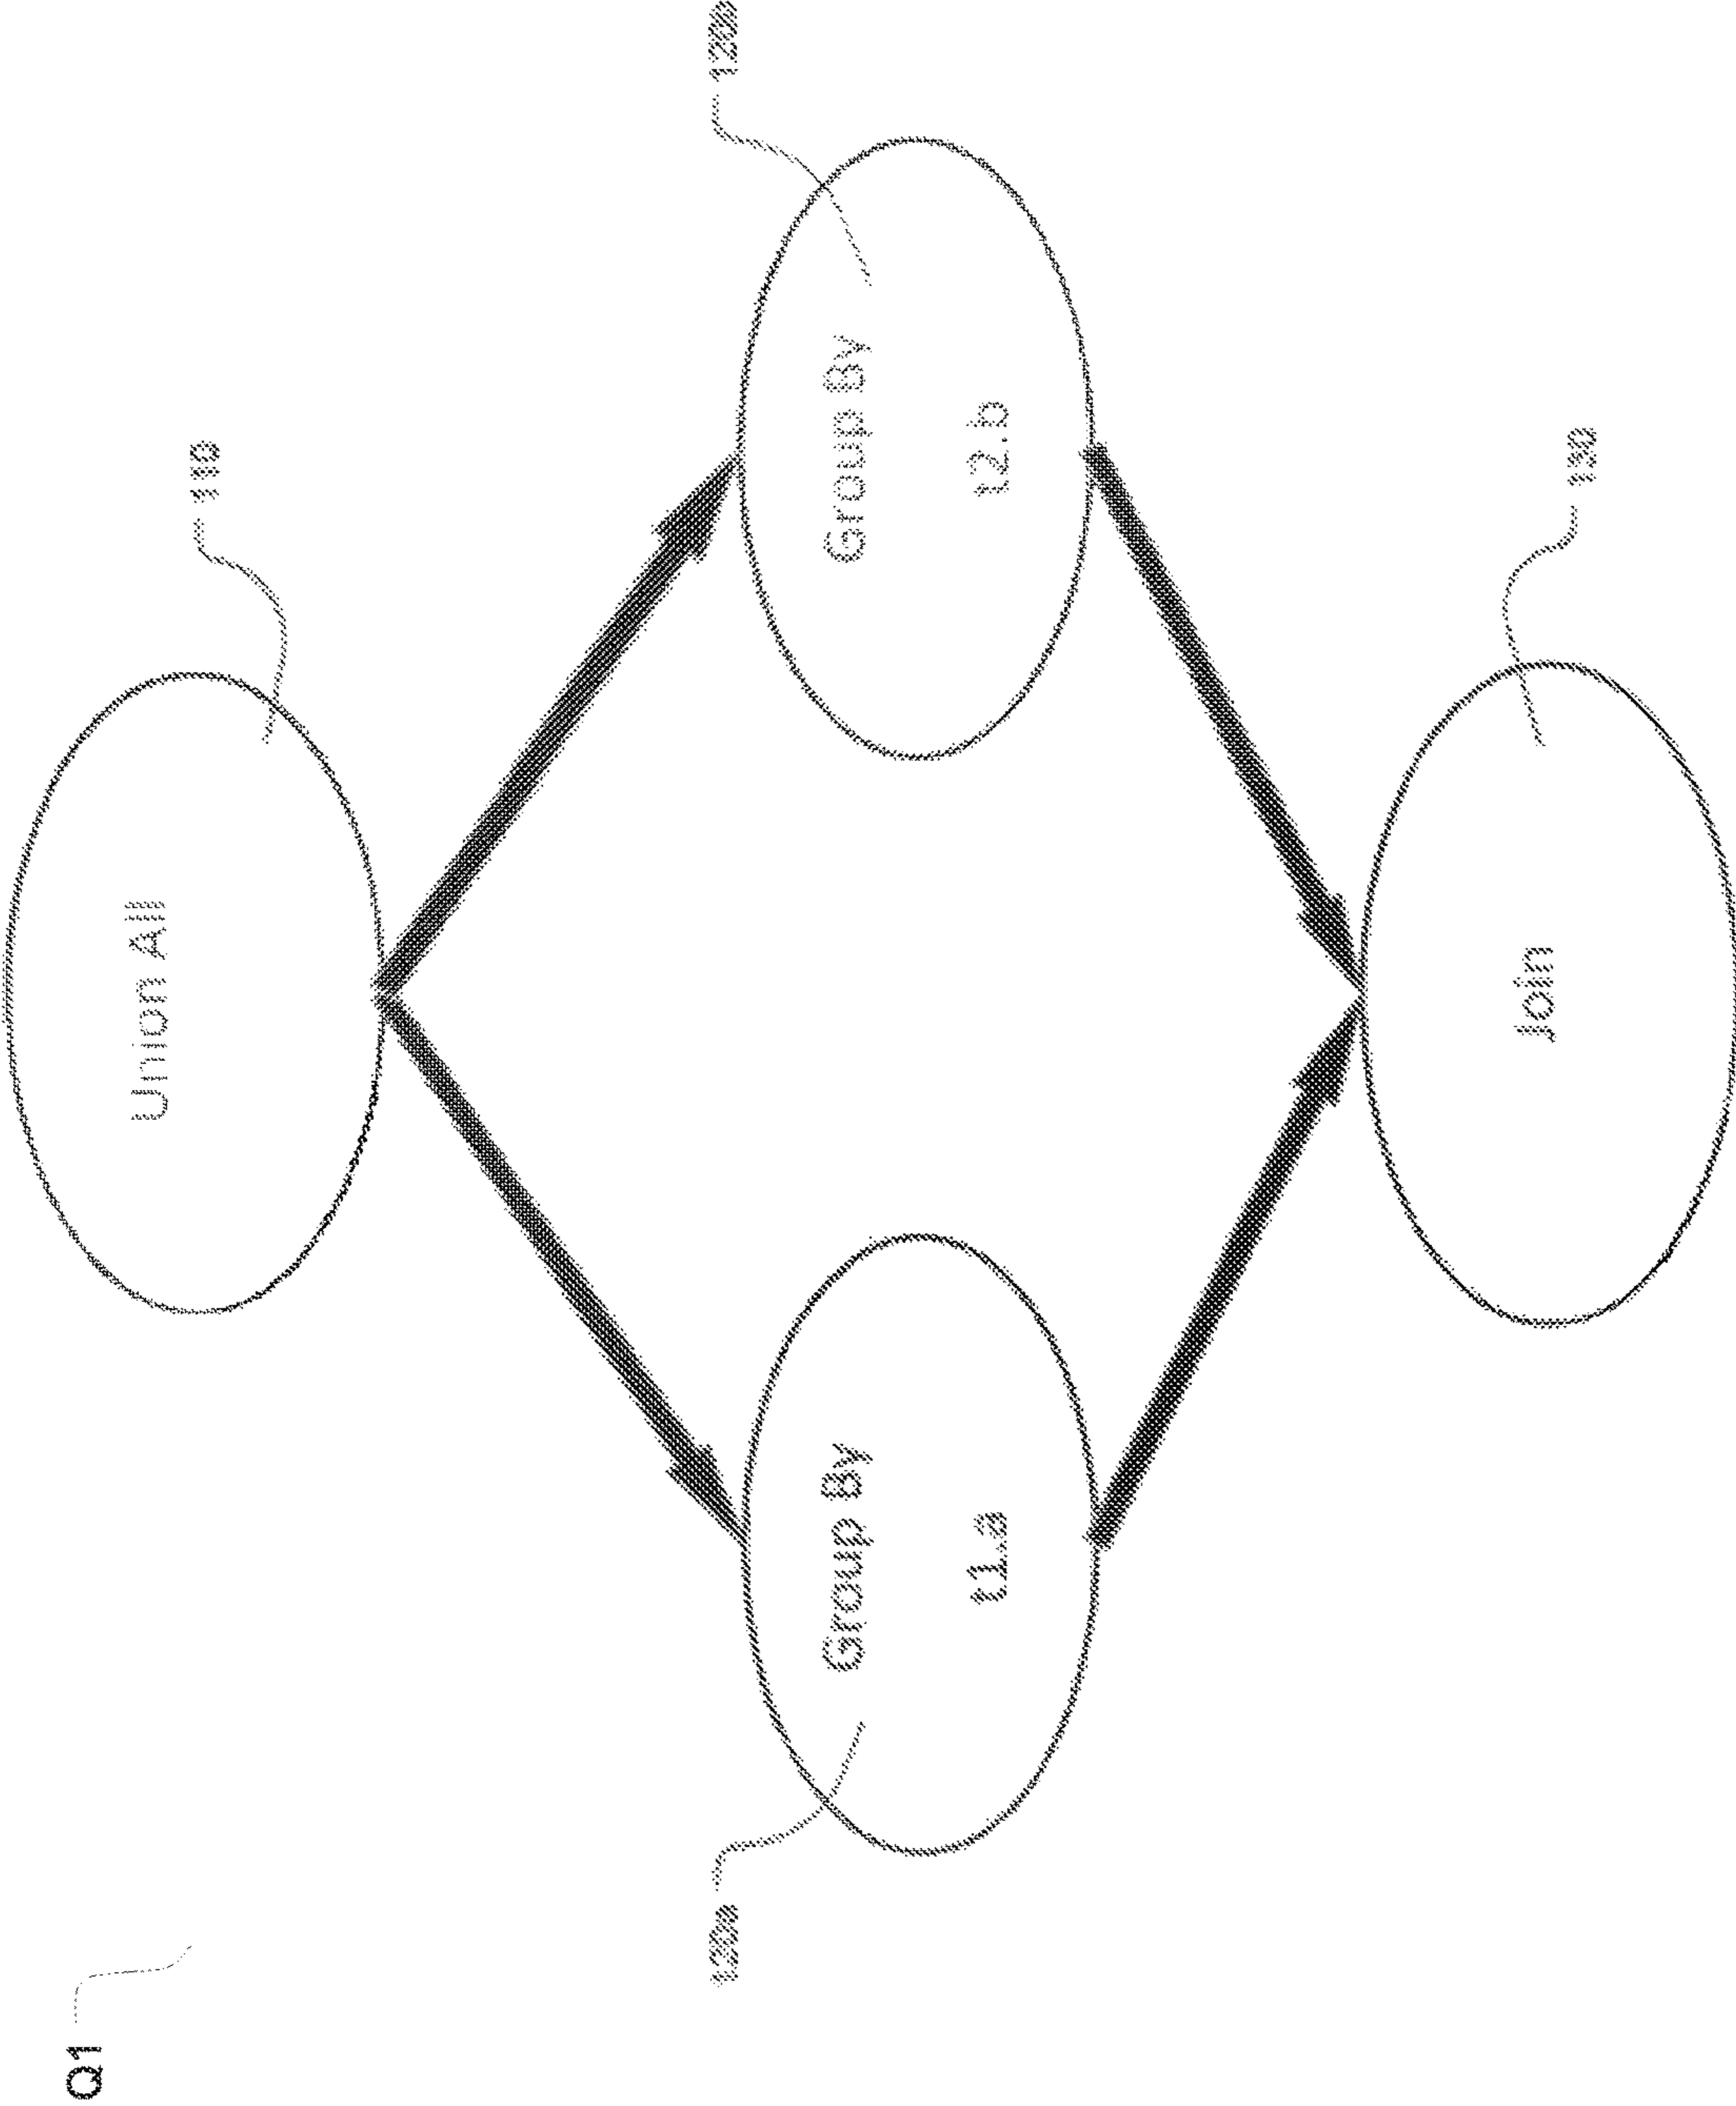 Q1
Union All
110
Group By
t1.a
120a
Group By
t2.b
120b
Join
130